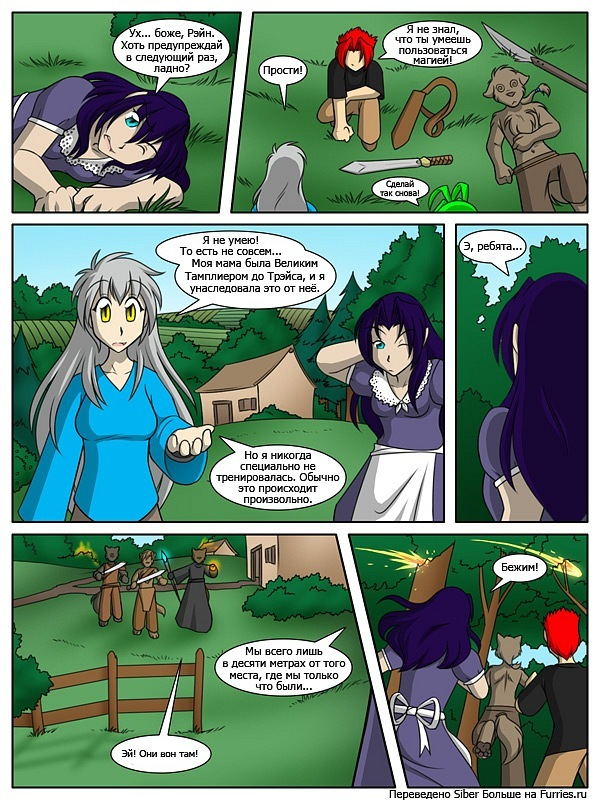 Ух... боже, Рэйн.
Хоть предупреждай
в следующий раз,
ладно?
Прости!
Я не знал,
что ты умеешь
пользоваться
магией!
Сделай
так снова!
Я не умею!
То есть не совсем...
Моя мама была Великим
Тамплиером до Трэйса, и я
унаследовала это от неё.
Но я никогда
специально не
тренировалась. Обычно
это происходит
произвольно.
Э, ребята...
Мы всего лишь
в десяти метрах от того
места, где мы только
что были...
Эй! Они вон там!
Бежим!
Переведено Siber Больше на Furries.ru